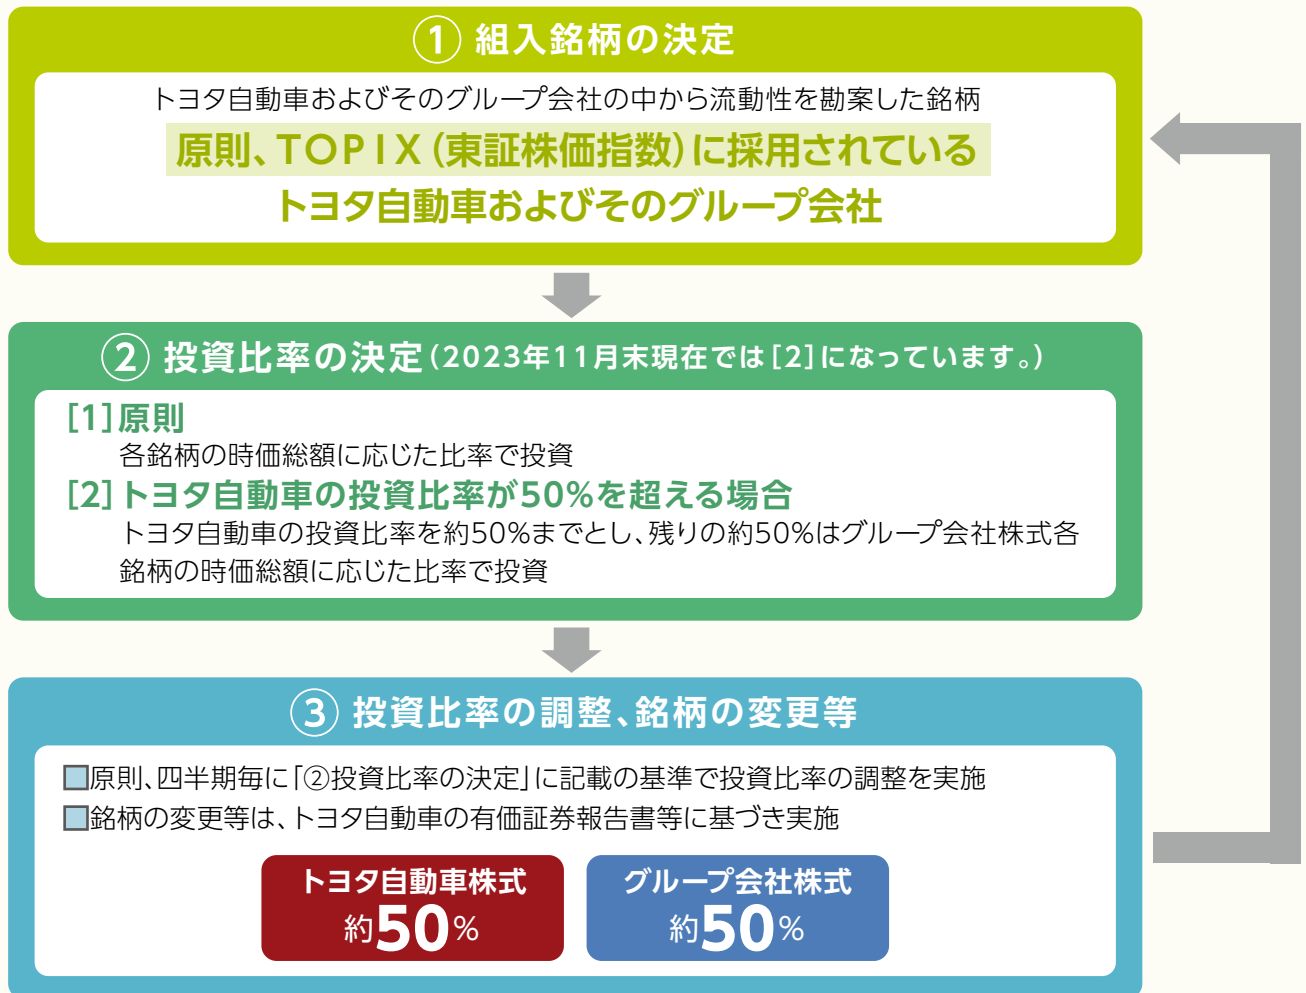 ① 組入銘柄の決定
トヨタ自動車およびそのグループ会社の中から流動性を勘案した銘柄
原則、TOPIX(東証株価指数)に採用されている
トヨタ自動車およびそのグループ会社
② 投資比率の決定(2023年11月末現在では[2]になっています。)
[1]原則
各銘柄の時価総額に応じた比率で投資
[2]トヨタ自動車の投資比率が50%を超える場合
トヨタ自動車の投資比率を約50%までとし、残りの約50%はグループ会社株式各
銘柄の時価総額に応じた比率で投資
③ 投資比率の調整、銘柄の変更等
■原則、四半期毎に「②投資比率の決定」に記載の基準で投資比率の調整を実施
■銘柄の変更等は、トヨタ自動車の有価証券報告書等に基づき実施
トヨタ自動車株式
約50%
グループ会社株式
約50%